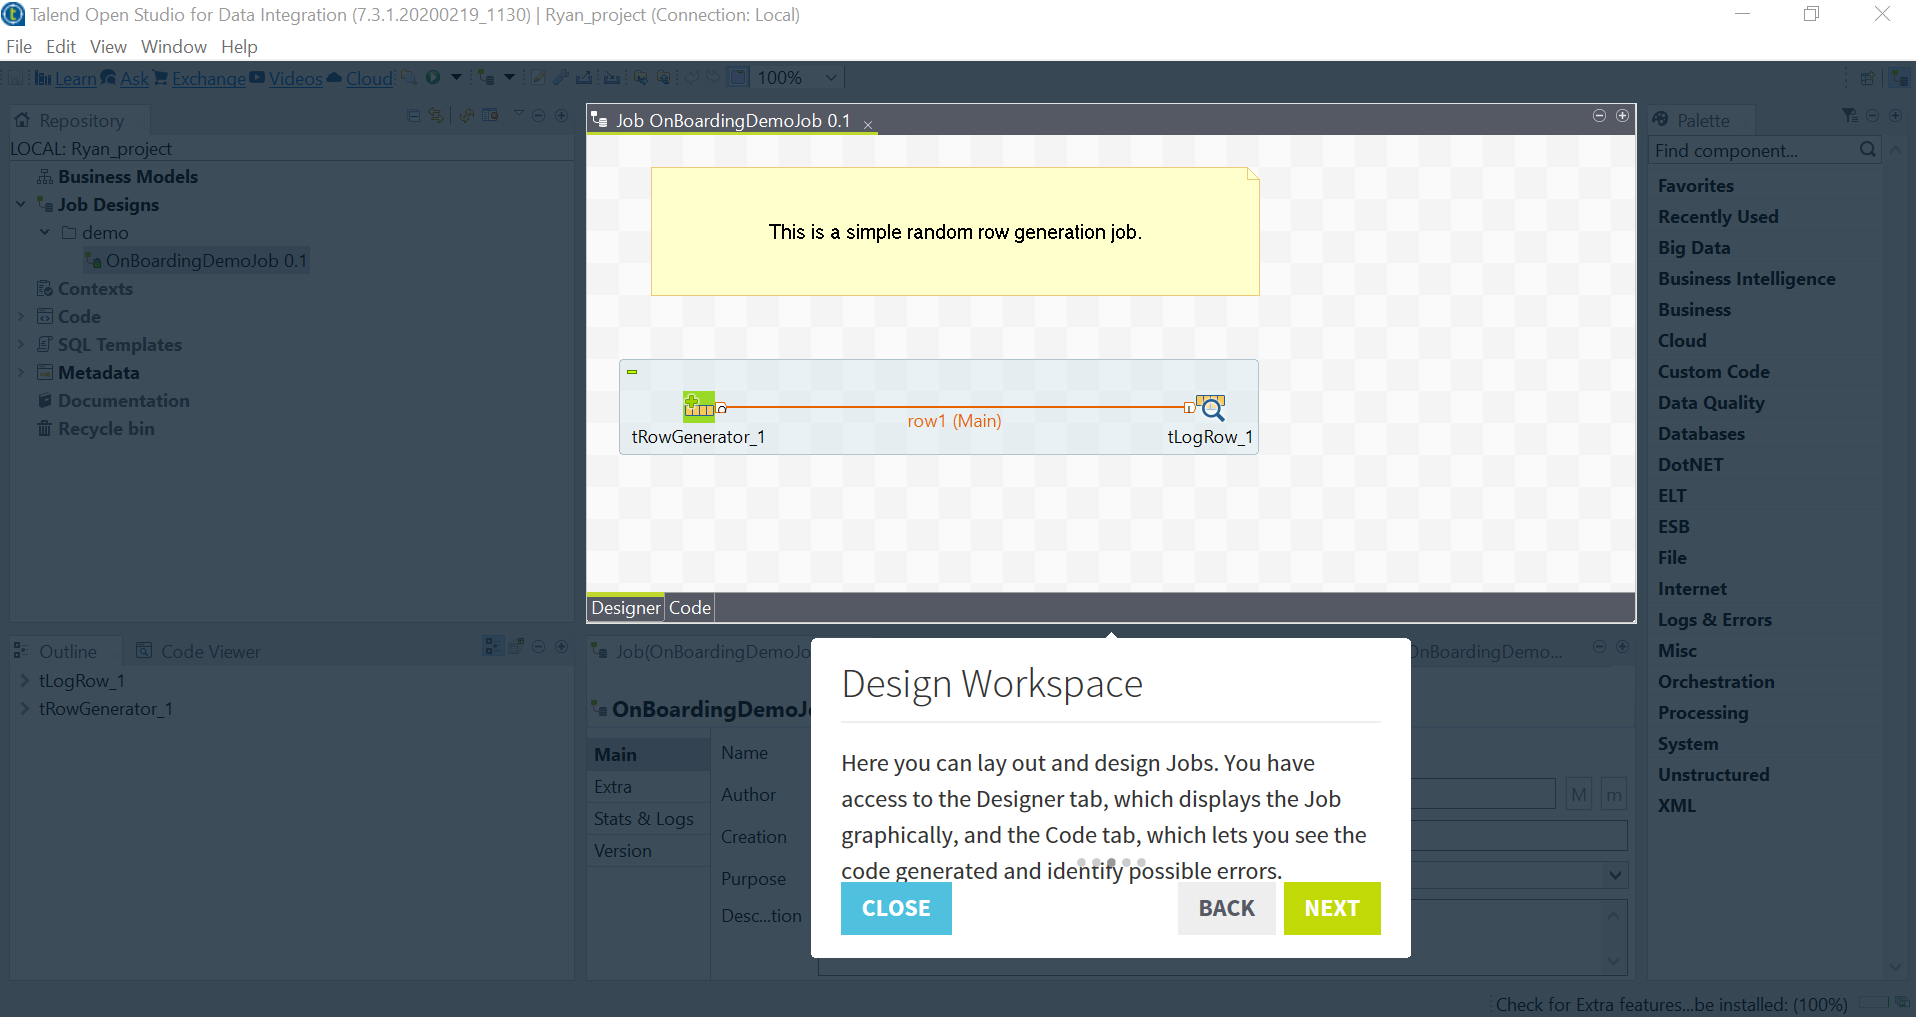 Talend Open Studio for Data Integration (7.3.1.20200219_1130) | Ryan_project (Connection: Local)
File Edit View Window Help
Learn Ask Exchange Videos Cloud 100%
Repository
LOCAL: Ryan_project
Business Models
Job Designs
demo
OnBoardingDemoJob 0.1
Contexts
Code
SQL Templates
Metadata
Documentation
Recycle bin
Job OnBoardingDemoJob 0.1
This is a simple random row generation job.
row1 (Main)
tRowGenerator_1
tLogRow_1
Designer Code
Palette
Find component...
Favorites
Recently Used
Big Data
Business Intelligence
Business
Cloud
Custom Code
Data Quality
Databases
DotNET
ELT
ESB
File
Internet
Logs & Errors
Misc
Orchestration
Processing
System
Unstructured
XML
Outline Code Viewer
tLogRow_1
tRowGenerator_1
Job(OnBoardingDemoJo
OnBoardingDemo...
OnBoardingDemoJ
Main
Extra
Stats & Logs
Version
Name
Author
Creation
Purpose
Desc...tion
M m
Design Workspace
Here you can lay out and design Jobs. You have
access to the Designer tab, which displays the Job
graphically, and the Code tab, which lets you see the
code generated and identify possible errors.
CLOSE BACK NEXT
Check for Extra features...be installed: (100%)